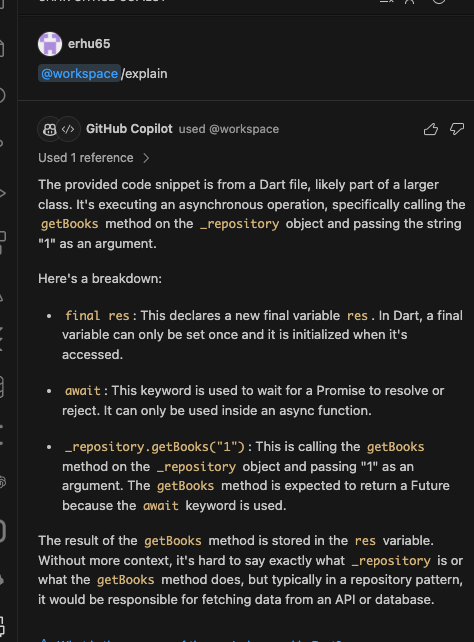 erhu65
@workspace /explain
GitHub Copilot used @workspace
Used 1 reference
The provided code snippet is from a Dart file, likely part of a larger
class. It's executing an asynchronous operation, specifically calling the
getBooks method on the _repository object and passing the string
"1" as an argument.
Here's a breakdown:
• final res : This declares a new final variable res . In Dart, a final
variable can only be set once and it is initialized when it's
accessed.
• await : This keyword is used to wait for a Promise to resolve or
reject. It can only be used inside an async function.
• _repository.getBooks("1") : This is calling the getBooks
method on the _repository object and passing "1" as an
argument. The getBooks method is expected to return a Future
because the await keyword is used.
The result of the getBooks method is stored in the res variable.
Without more context, it's hard to say exactly what _repository is or
what the getBooks method does, but typically in a repository pattern,
it would be responsible for fetching data from an API or database.